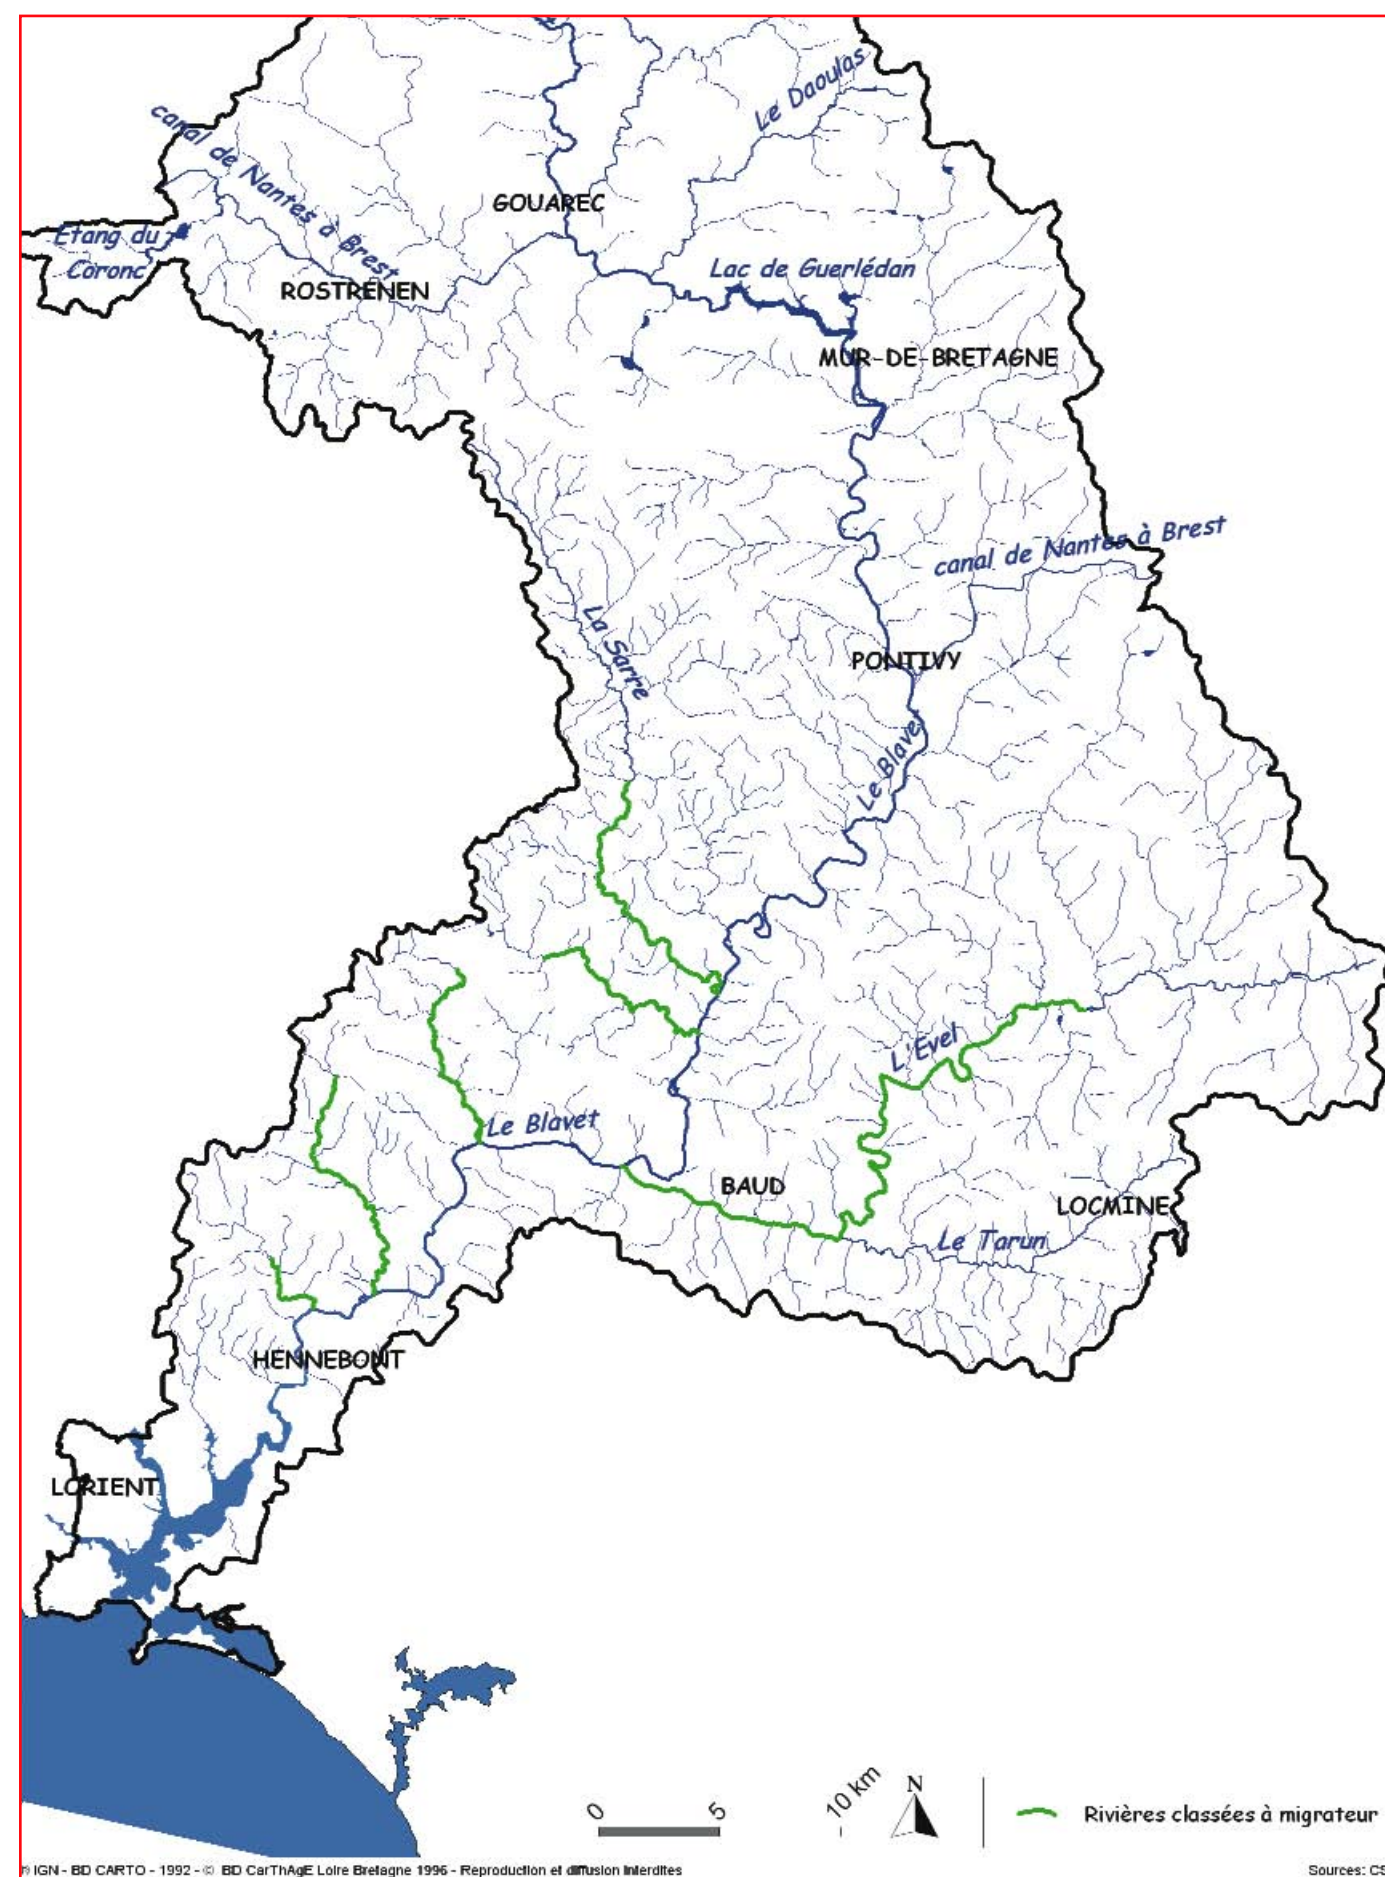 Le Daoulas
canal de Nantes à Brest
GOUAREC
Etang du
Coronc
ROSTRENEN
Lac de Guerlédan
MUR-DE-BRETAGNE
canal de Nantes à Brest
La Sarre
PONTIVY
Le Blavet
L'Evel
Le Blavet
BAUD
LOCMINE
Le Tarun
HENNEBONT
LORIENT
0 5 10 km
N
Rivières classées à migrateur
© IGN - BD CARTO - 1992 - © BD CarThAgE Loire Bretagne 1996 - Reproduction et diffusion interdites
Sources: CS